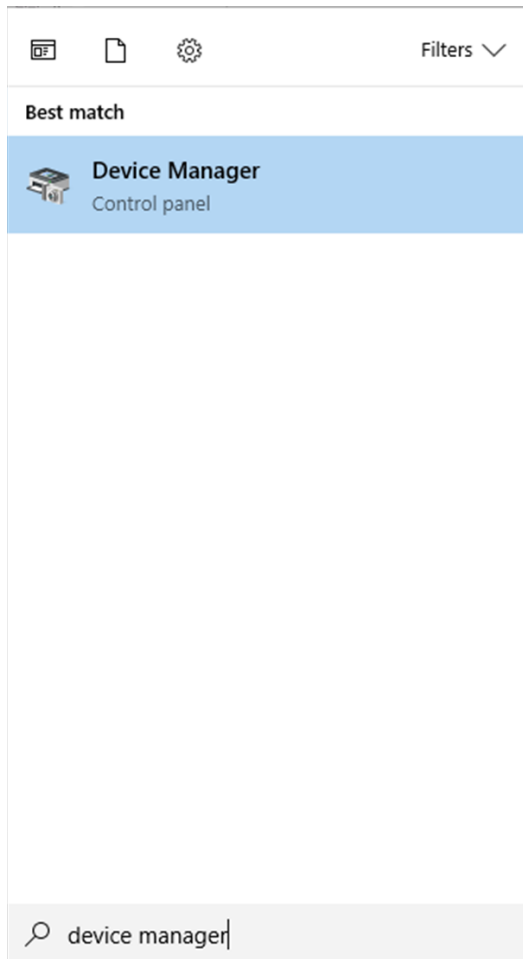 Filters
Best match
Device Manager
Control panel
device manager